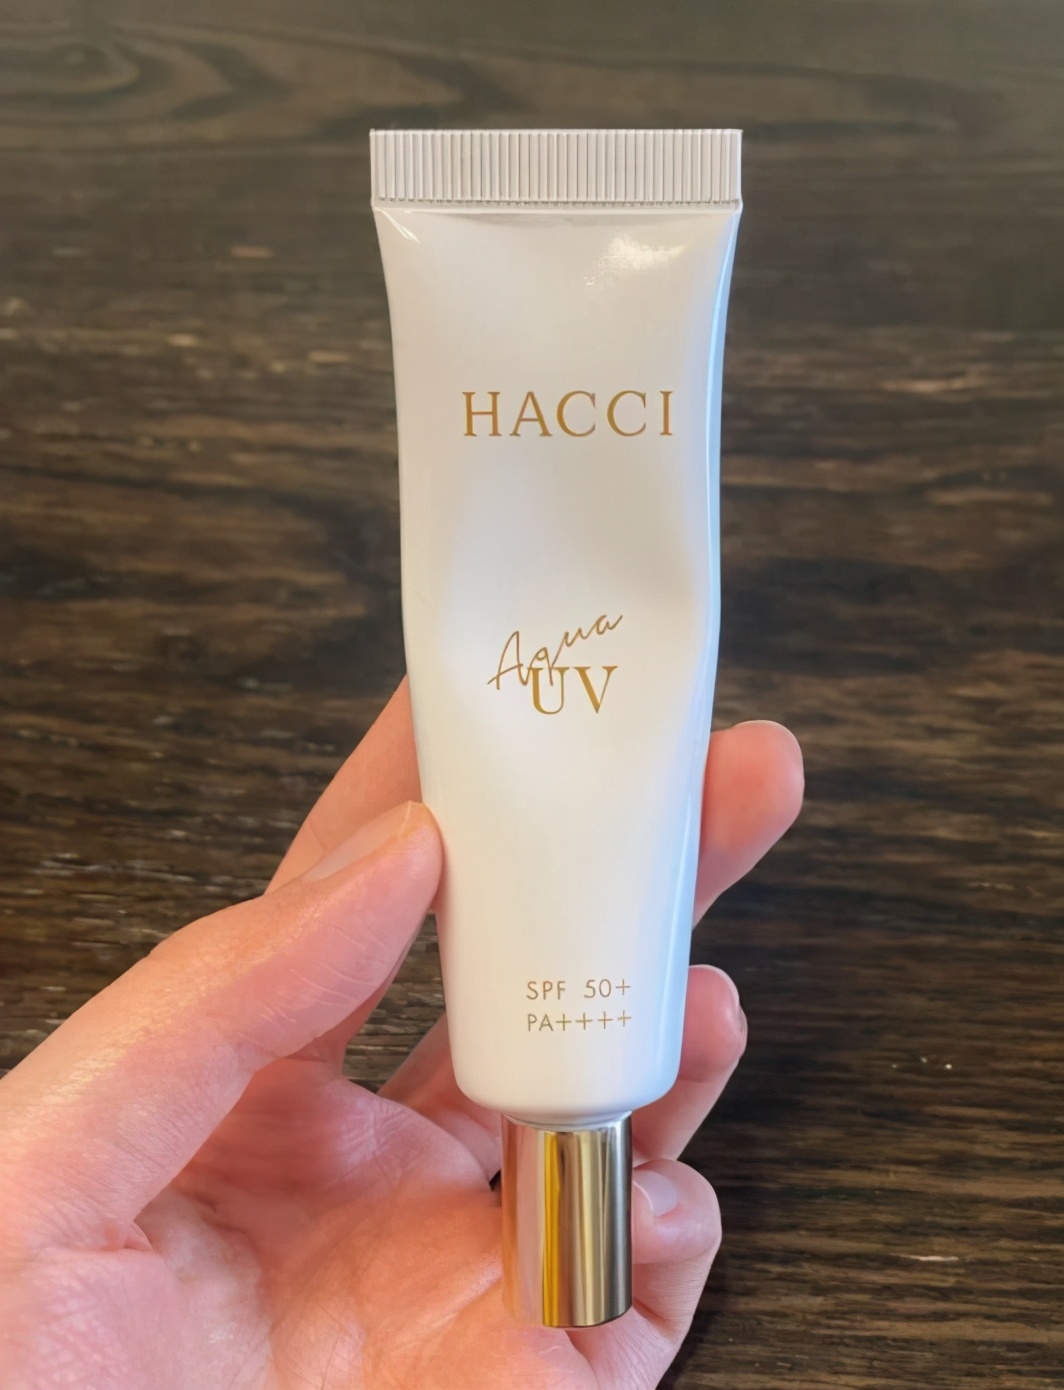 HACCI
Aqua
UV
SPF 50+
PA++++